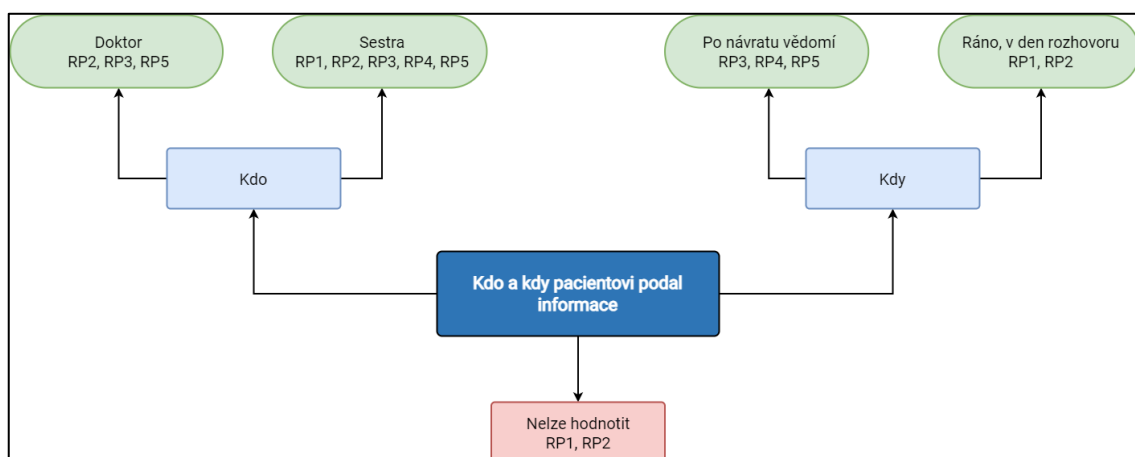 Doktor
RP2, RP3, RP5
Sestra
RP1, RP2, RP3, RP4, RP5
Po návratu vědomí
RP3, RP4, RP5
Ráno, v den rozhovoru
RP1, RP2
Kdo
Kdy
Kdo a kdy pacientovi podal
informace
Nelze hodnotit
RP1, RP2